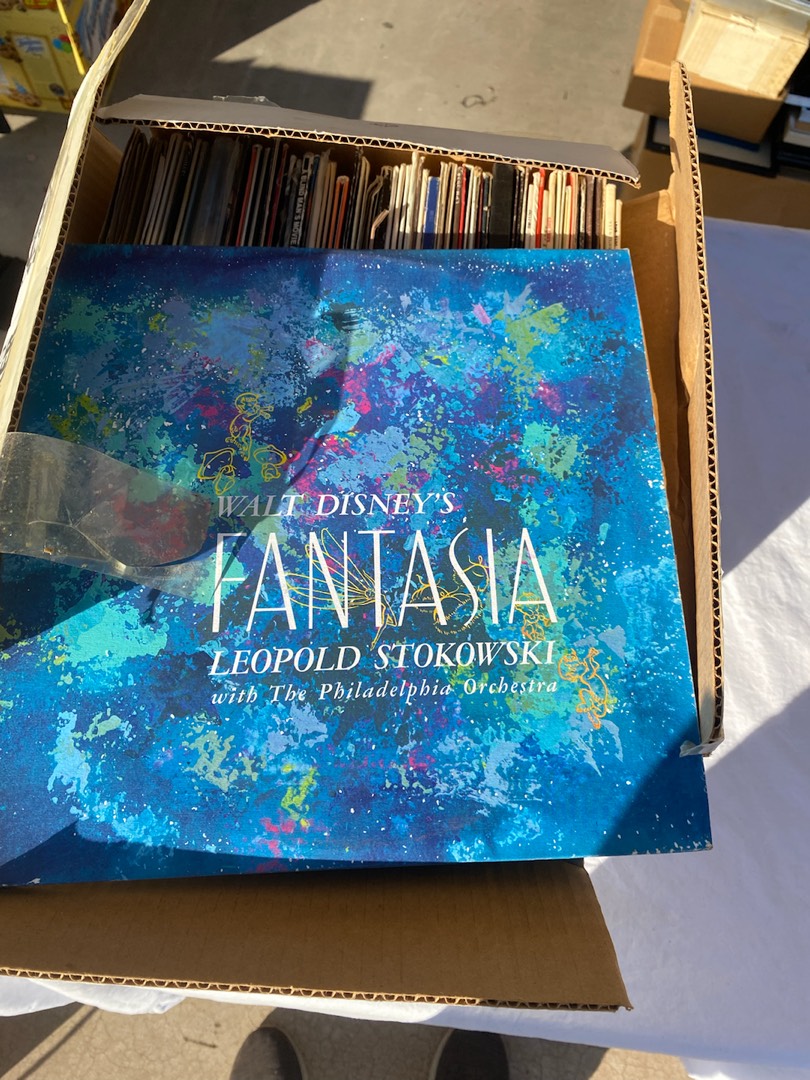 WALT DISNEY'S
FANTASIA
LEOPOLD STOKOWSKI
with The Philadelphia Orchestra